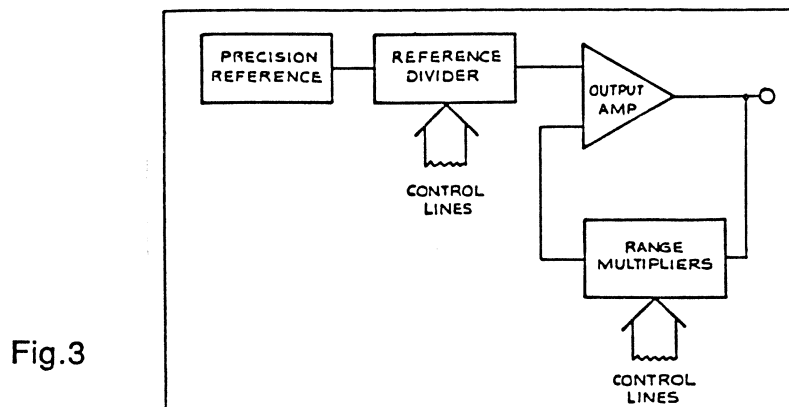 PRECISION
REFERENCE
REFERENCE
DIVIDER
OUTPUT
AMP
CONTROL
LINES
RANGE
MULTIPLIERS
CONTROL
LINES
Fig.3